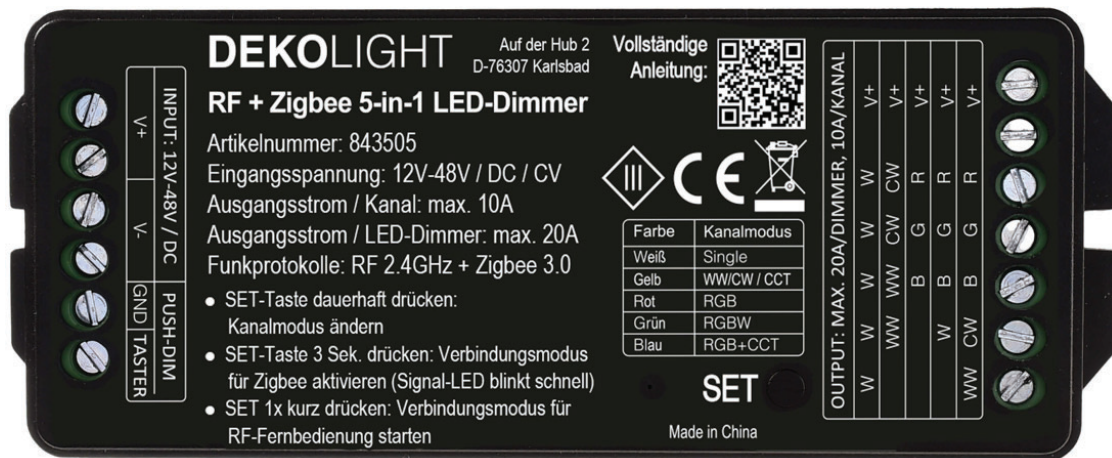 DEKOLIGHT
Auf der Hub 2
D-76307 Karlsbad
Vollständige
Anleitung:
RF + Zigbee 5-in-1 LED-Dimmer
Artikelnummer: 843505
Eingangsspannung: 12V-48V / DC / CV
Ausgangsstrom / Kanal: max. 10A
Ausgangsstrom / LED-Dimmer: max. 20A
Funkprotokolle: RF 2.4GHz + Zigbee 3.0
• SET-Taste dauerhaft drücken:
Kanalmodus ändern
• SET-Taste 3 Sek. drücken: Verbindungsmodus
für Zigbee aktivieren (Signal-LED blinkt schnell)
• SET 1x kurz drücken: Verbindungsmodus für
RF-Fernbedienung starten
INPUT: 12V-48V / DC
V+
V-
PUSH-DIM
GND
TASTER
III
CE
Farbe Kanalmodus
Weiß Single
Gelb WW/CW / CCT
Rot RGB
Grün RGBW
Blau RGB+CCT
SET
Made in China
OUTPUT: MAX. 20A/DIMMER, 10A/KANAL
W W W W V+
WW WW CW CW V+
B G R V+
W B G R V+
WW CW B G R V+